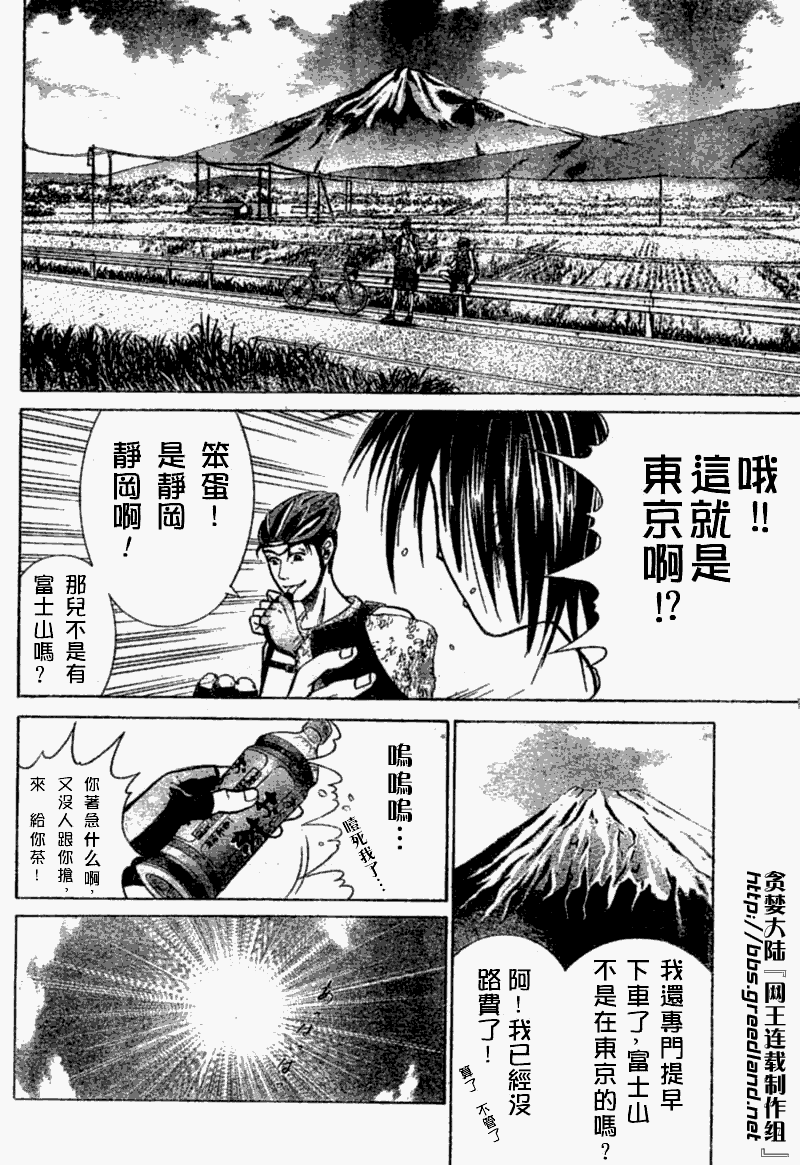 哦!!
這就是
東京啊!?
笨蛋！
是靜岡
靜岡啊！
那兒不是有
富士山嗎？
我還專門提早
下車了，富士山
不是在東京的嗎？
阿！我已經沒
路費了！
算了 不管了
嗚嗚嗚…
噎死我了…
你著急什么啊，
又沒人跟你搶，
來 給你茶！
贪婪大陆『网王连载制作组』
http://bbs.greedland.net